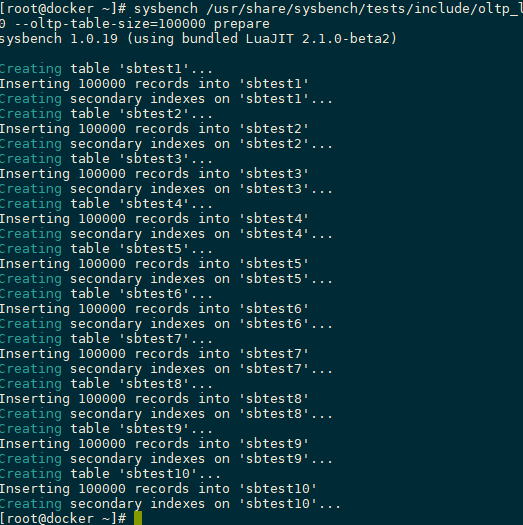 [root@docker ~]# sysbench /usr/share/sysbench/tests/include/oltp_l
0 --oltp-table-size=100000 prepare
sysbench 1.0.19 (using bundled LuaJIT 2.1.0-beta2)
Creating table 'sbtest1'...
Inserting 100000 records into 'sbtest1'
Creating secondary indexes on 'sbtest1'...
Creating table 'sbtest2'...
Inserting 100000 records into 'sbtest2'
Creating secondary indexes on 'sbtest2'...
Creating table 'sbtest3'...
Inserting 100000 records into 'sbtest3'
Creating secondary indexes on 'sbtest3'...
Creating table 'sbtest4'...
Inserting 100000 records into 'sbtest4'
Creating secondary indexes on 'sbtest4'...
Creating table 'sbtest5'...
Inserting 100000 records into 'sbtest5'
Creating secondary indexes on 'sbtest5'...
Creating table 'sbtest6'...
Inserting 100000 records into 'sbtest6'
Creating secondary indexes on 'sbtest6'...
Creating table 'sbtest7'...
Inserting 100000 records into 'sbtest7'
Creating secondary indexes on 'sbtest7'...
Creating table 'sbtest8'...
Inserting 100000 records into 'sbtest8'
Creating secondary indexes on 'sbtest8'...
Creating table 'sbtest9'...
Inserting 100000 records into 'sbtest9'
Creating secondary indexes on 'sbtest9'...
Creating table 'sbtest10'...
Inserting 100000 records into 'sbtest10'
Creating secondary indexes on 'sbtest10'...
[root@docker ~]#